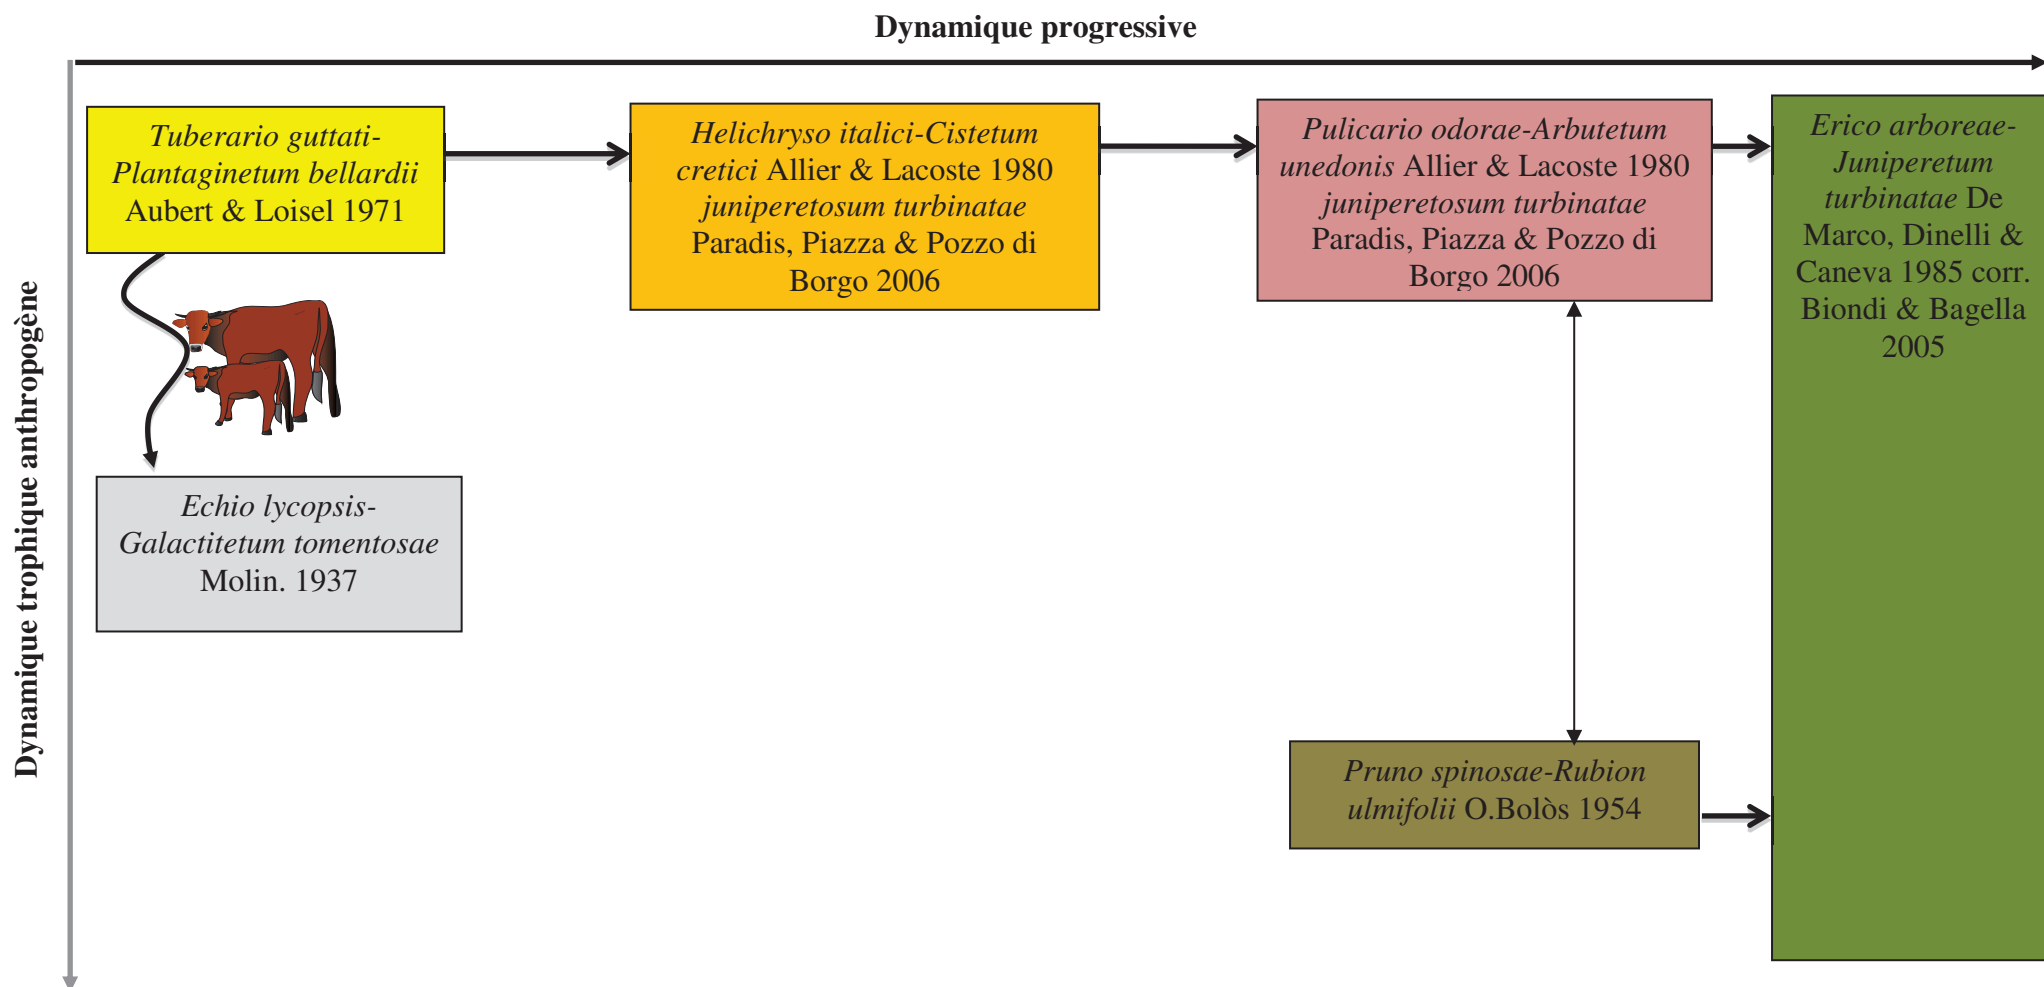 Dynamique progressive
Dynamique trophique anthropogène
Tuberario guttati-
Plantaginetum bellardii
Aubert & Loisel 1971
Helichryso italici-Cistetum
cretici Allier & Lacoste 1980
juniperetosum turbinatae
Paradis, Piazza & Pozzo di
Borgo 2006
Pulicario odorae-Arbutetum
unedonis Allier & Lacoste 1980
juniperetosum turbinatae
Paradis, Piazza & Pozzo di
Borgo 2006
Erico arboreae-
Juniperetum
turbinatae De
Marco, Dinelli &
Caneva 1985 corr.
Biondi & Bagella
2005
Echio lycopsis-
Galactitetum tomentosae
Molin. 1937
Pruno spinosae-Rubion
ulmifolii O.Bolòs 1954